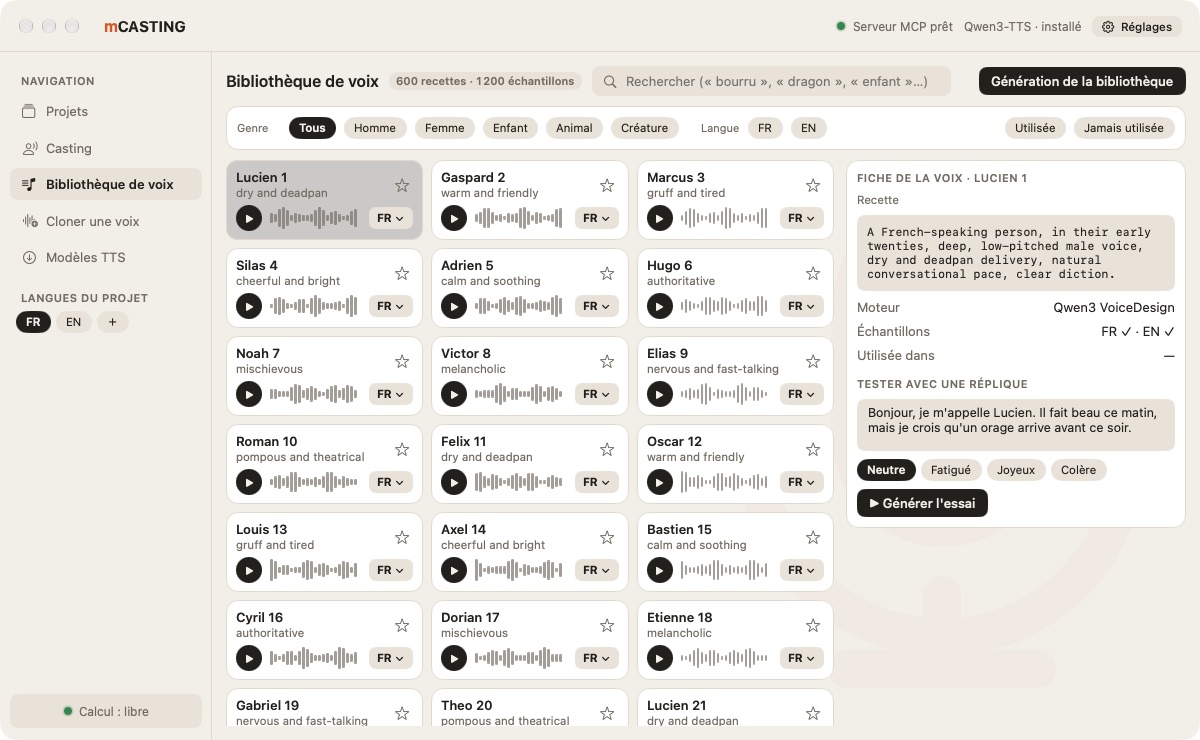 mCASTING
Serveur MCP prêt
Qwen3-TTS · installé
Réglages
NAVIGATION
Projets
Casting
Bibliothèque de voix
Cloner une voix
Modèles TTS
LANGUES DU PROJET
FR EN +
Calcul : libre
Bibliothèque de voix
600 recettes · 1 200 échantillons
Rechercher (« bourru », « dragon », « enfant »…)
Génération de la bibliothèque
Genre Tous Homme Femme Enfant Animal Créature Langue FR EN Utilisée Jamais utilisée
Lucien 1
dry and deadpan
FR
Gaspard 2
warm and friendly
FR
Marcus 3
gruff and tired
FR
Silas 4
cheerful and bright
FR
Adrien 5
calm and soothing
FR
Hugo 6
authoritative
FR
Noah 7
mischievous
FR
Victor 8
melancholic
FR
Elias 9
nervous and fast-talking
FR
Roman 10
pompous and theatrical
FR
Felix 11
dry and deadpan
FR
Oscar 12
warm and friendly
FR
Louis 13
gruff and tired
FR
Axel 14
cheerful and bright
FR
Bastien 15
calm and soothing
FR
Cyril 16
authoritative
FR
Dorian 17
mischievous
FR
Etienne 18
melancholic
FR
Gabriel 19
nervous and fast-talking
Theo 20
pompous and theatrical
Lucien 21
dry and deadpan
FICHE DE LA VOIX · LUCIEN 1
Recette
A French-speaking person, in their early
twenties, deep, low-pitched male voice,
dry and deadpan delivery, natural
conversational pace, clear diction.
Moteur Qwen3 VoiceDesign
Échantillons FR ✓ · EN ✓
Utilisée dans —
TESTER AVEC UNE RÉPLIQUE
Bonjour, je m'appelle Lucien. Il fait beau ce matin,
mais je crois qu'un orage arrive avant ce soir.
Neutre Fatigué Joyeux Colère
Générer l'essai